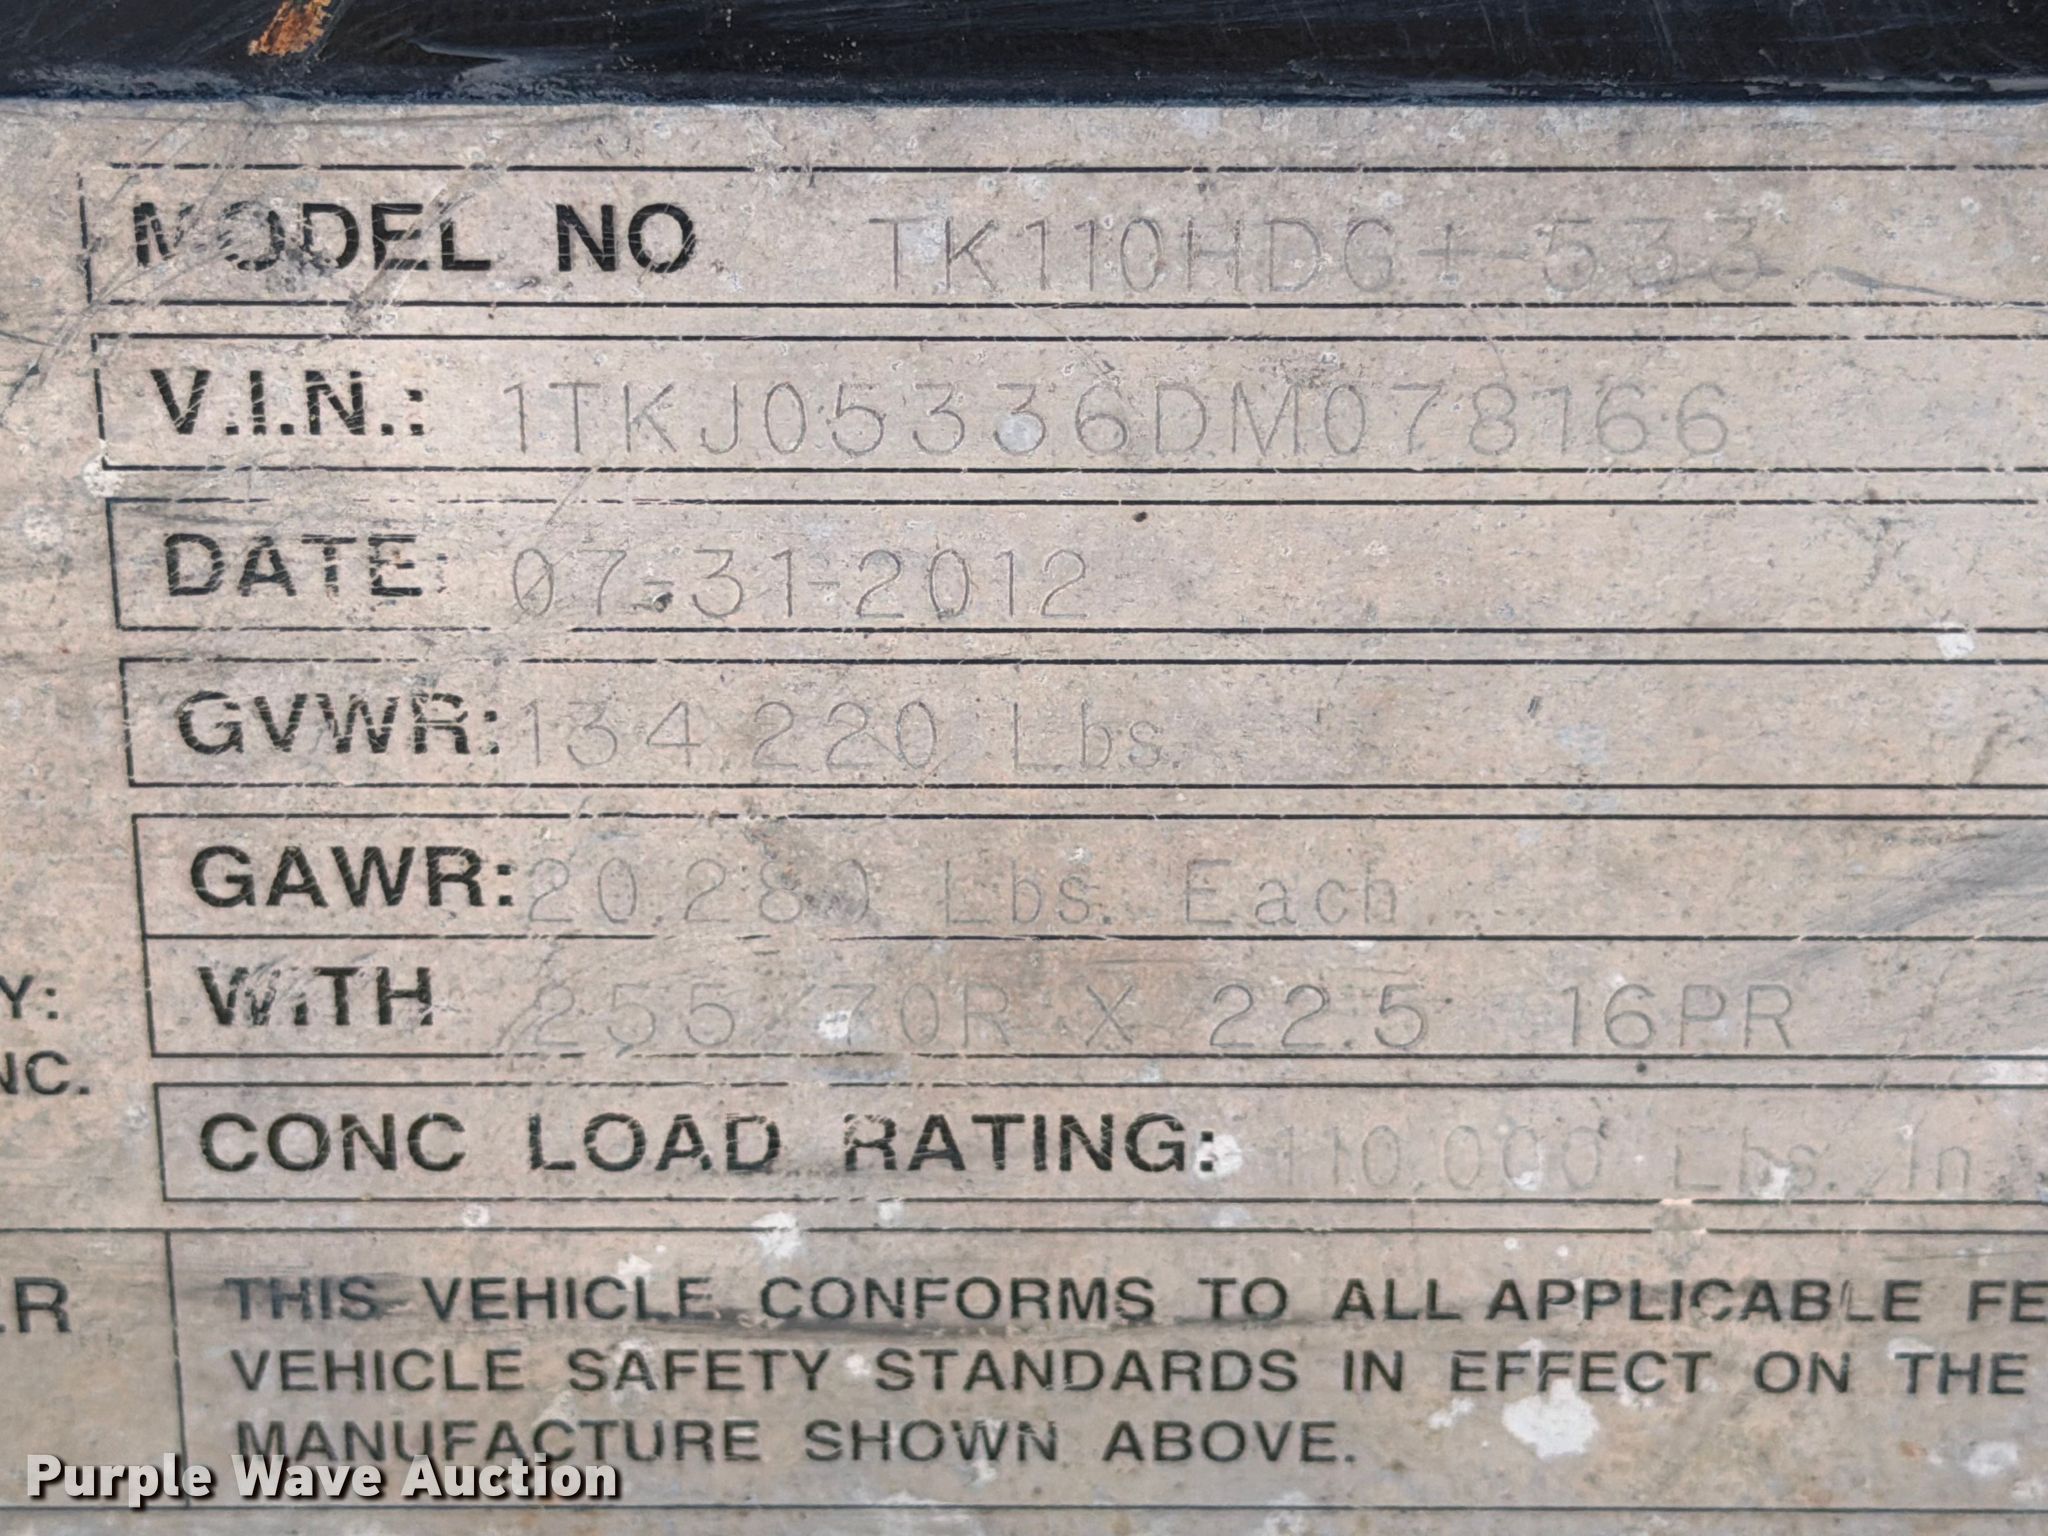 MODEL NO TK110HDG+-533
V.I.N.: 1TKJ05336DM078166
DATE: 07-31-2012
GVWR: 134,220 Lbs.
GAWR: 20,280 Lbs. Each
WITH 255/70R X 22.5 16PR
Y:
NC.
CONC LOAD RATING: 110,000 Lbs. In
ER
THIS VEHICLE CONFORMS TO ALL APPLICABLE FE
VEHICLE SAFETY STANDARDS IN EFFECT ON THE
MANUFACTURE SHOWN ABOVE.
Purple Wave Auction